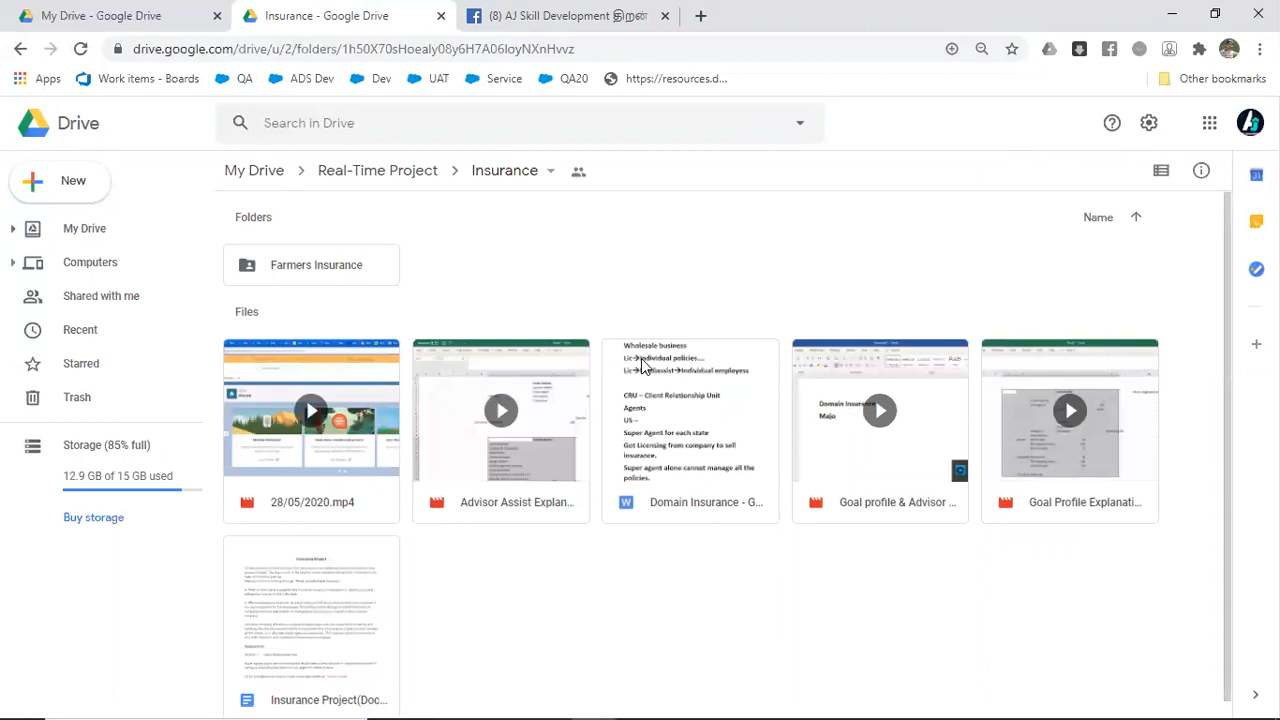 My Drive - Google Drive
Insurance - Google Drive
(8) AJ Skill Development
drive.google.com/drive/u/2/folders/
Apps
Work items - Boards
QA
ADS Dev
Dev
UAT
Service
QA20
https://resources.d...
Other bookmarks
Drive
Search in Drive
New
My Drive
Real-Time Project
Insurance
My Drive
Computers
Shared with me
Recent
Starred
Trash
Storage (85% full)
12.9 GB of 15 GB used
Buy storage
Folders
Name
Farmers Insurance
Files
28/05/2020.mp4
Advisor Assist Explan...
Wholesale business
CRU – Client Relationship Unit
Agents
US –
Super Agent for each state
Got Licensing from company to sell
insurance.
Super agent alone cannot manage all the
policies.
Domain Insurance - G...
Domain Insurance
Majo
Goal profile & Advisor ...
Goal Profile Explanati...
Insurance Project
Insurance Project(Doc...